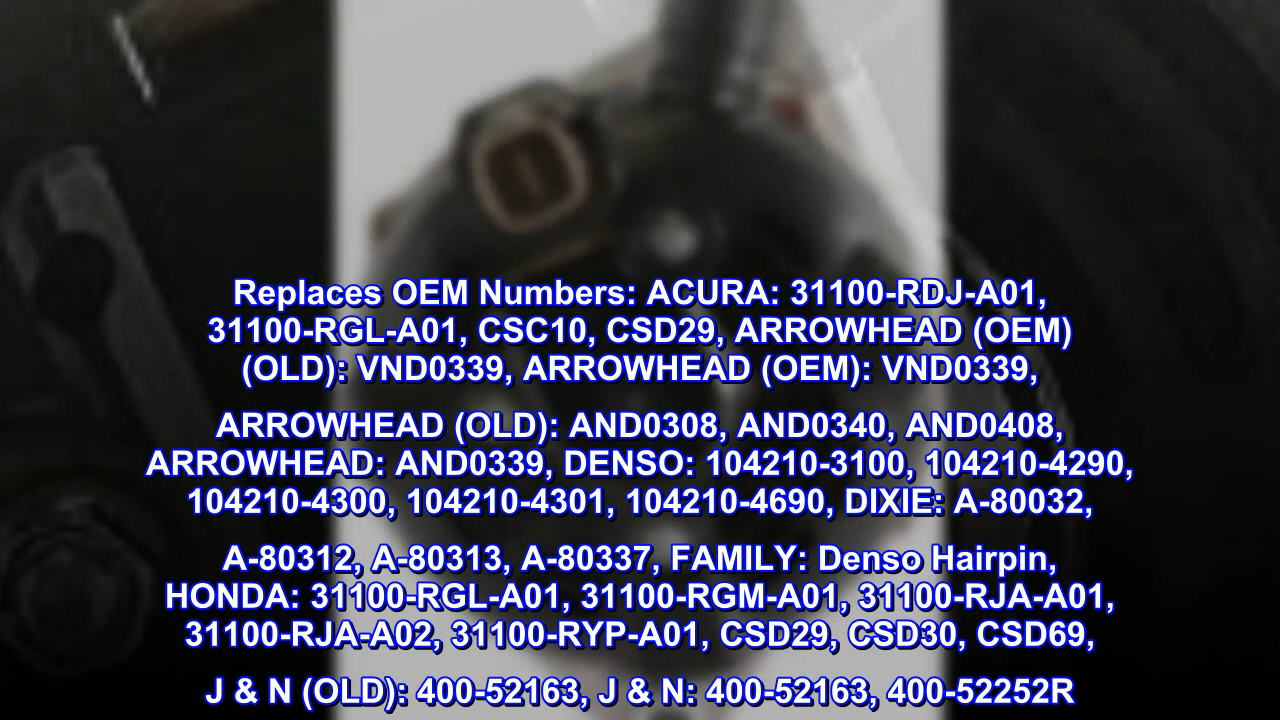 Replaces OEM Numbers: ACURA: 31100-RDJ-A01,
31100-RGL-A01, CSC10, CSD29, ARROWHEAD (OEM)
(OLD): VND0339, ARROWHEAD (OEM): VND0339,
ARROWHEAD (OLD): AND0308, AND0340, AND0408,
ARROWHEAD: AND0339, DENSO: 104210-3100, 104210-4290,
104210-4300, 104210-4301, 104210-4690, DIXIE: A-80032,
A-80312, A-80313, A-80337, FAMILY: Denso Hairpin,
HONDA: 31100-RGL-A01, 31100-RGM-A01, 31100-RJA-A01,
31100-RJA-A02, 31100-RYP-A01, CSD29, CSD30, CSD69,
J & N (OLD): 400-52163, J & N: 400-52163, 400-52252R